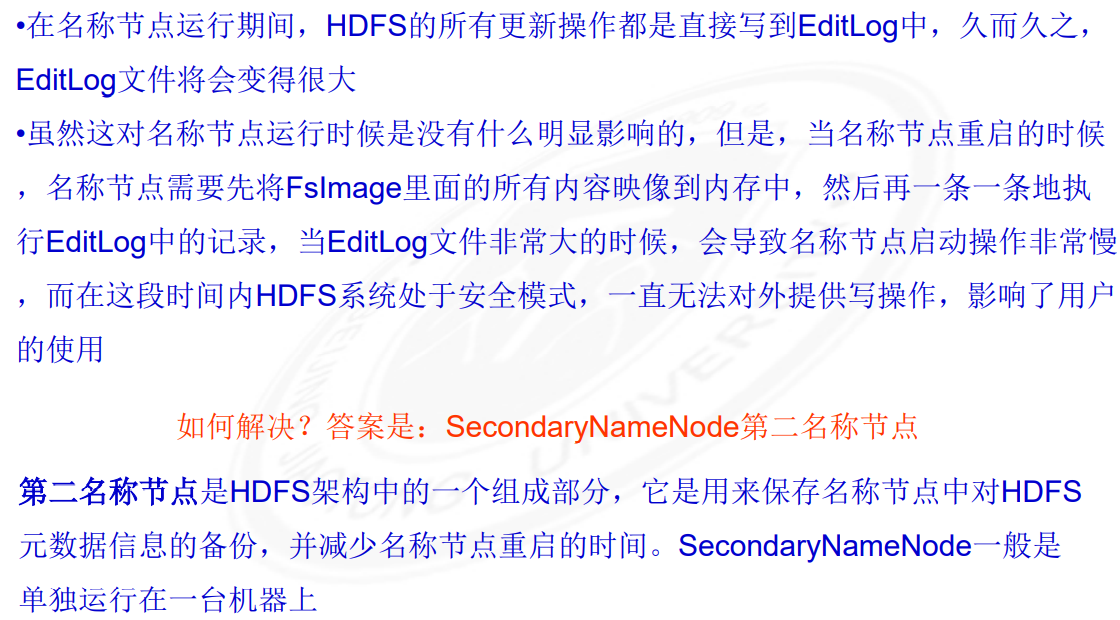 •在名称节点运行期间，HDFS的所有更新操作都是直接写到EditLog中，久而久之，
EditLog文件将会变得很大
•虽然这对名称节点运行时候是没有什么明显影响的，但是，当名称节点重启的时候
，名称节点需要先将FsImage里面的所有内容映像到内存中，然后再一条一条地执
行EditLog中的记录，当EditLog文件非常大的时候，会导致名称节点启动操作非常慢
，而在这段时间内HDFS系统处于安全模式，一直无法对外提供写操作，影响了用户
的使用
如何解决？答案是：SecondaryNameNode第二名称节点
第二名称节点是HDFS架构中的一个组成部分，它是用来保存名称节点中对HDFS
元数据信息的备份，并减少名称节点重启的时间。SecondaryNameNode一般是
单独运行在一台机器上